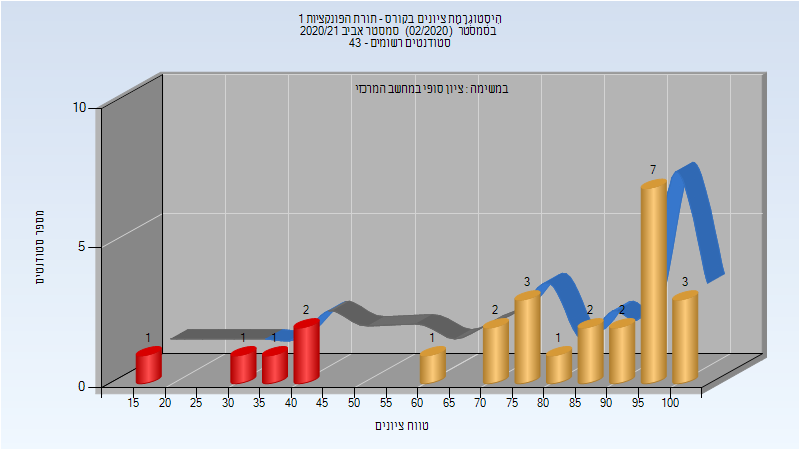 היסטוגרמת ציונים בקורס - תורת הפונקציות 1
בסמסטר (02/2020) סמסטר אביב 2020/21
סטודנטים רשומים - 43
במשימה : ציון סופי במחשב המרכזי
10
5
0
מספר סטודנטים
1
1
1
2
1
2
3
1
2
2
7
3
15 20 25 30 35 40 45 50 55 60 65 70 75 80 85 90 95 100
טווח ציונים